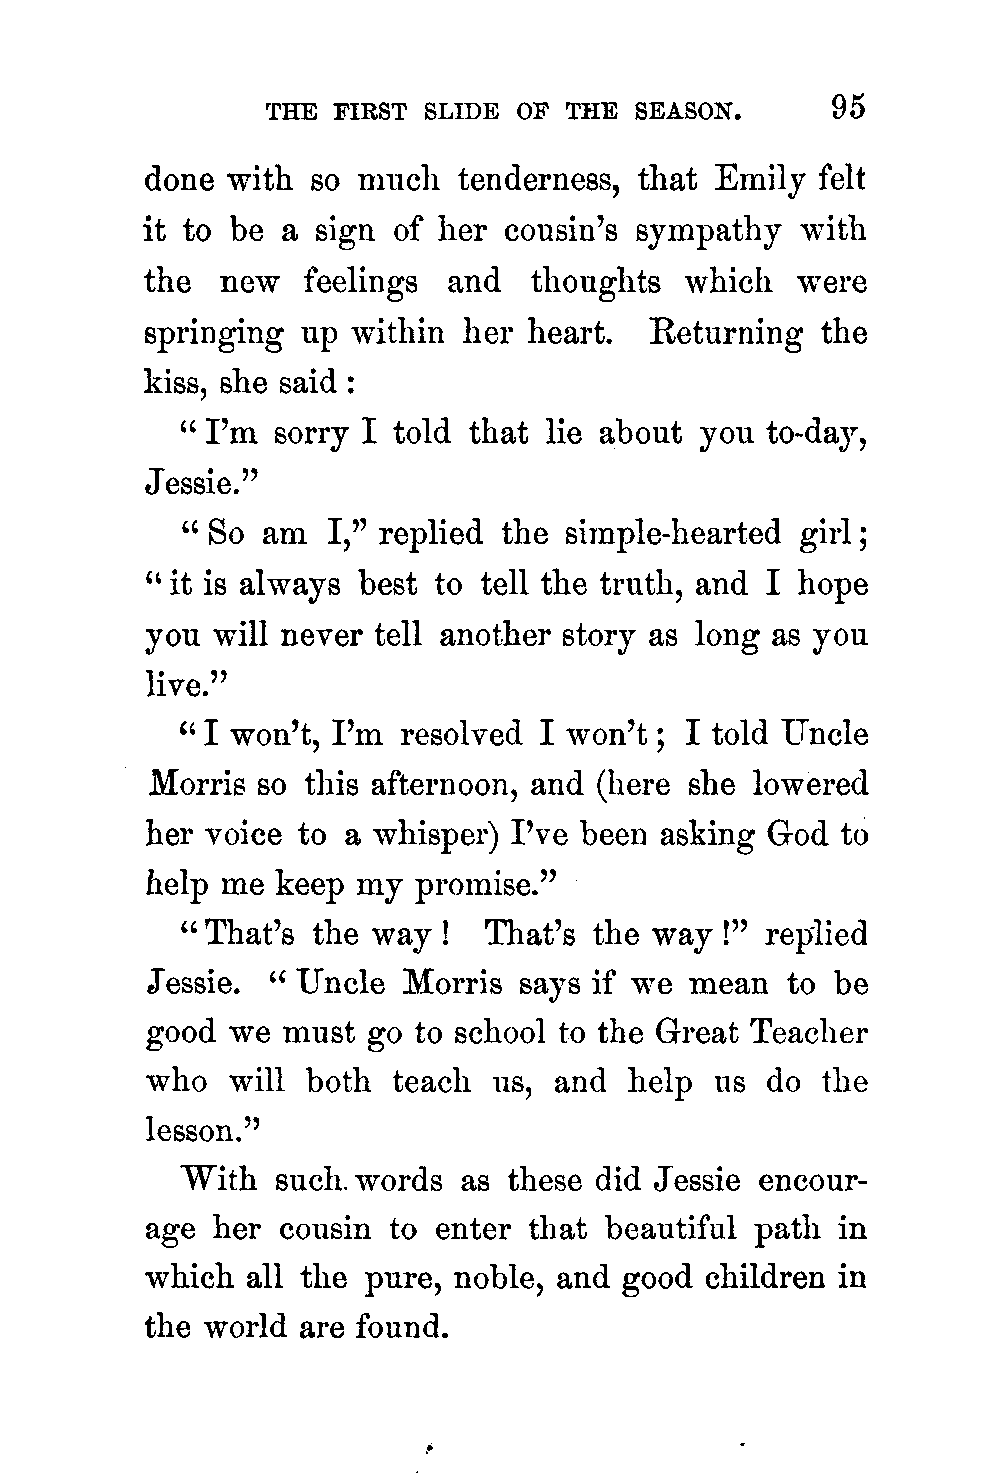 THE FIRST SLIDE OF THE SEASON. 95
done with so much tenderness, that Emily felt
it to be a sign of her cousin's sympathy with
the new feelings and thoughts which were
springing up within her heart. Returning the
kiss, she said :
"I'm sorry I told that lie about you to-day,
Jessie."
"So am I," replied the simple-hearted girl;
"it is always best to tell the truth, and I hope
you will never tell another story as long as you
live."
"I won't, I'm resolved I won't; I told Uncle
Morris so this afternoon, and (here she lowered
her voice to a whisper) I've been asking God to
help me keep my promise."
"That's the way! That's the way!" replied
Jessie. "Uncle Morris says if we mean to be
good we must go to school to the Great Teacher
who will both teach us, and help us do the
lesson."
With such words as these did Jessie encour-
age her cousin to enter that beautiful path in
which all the pure, noble, and good children in
the world are found.